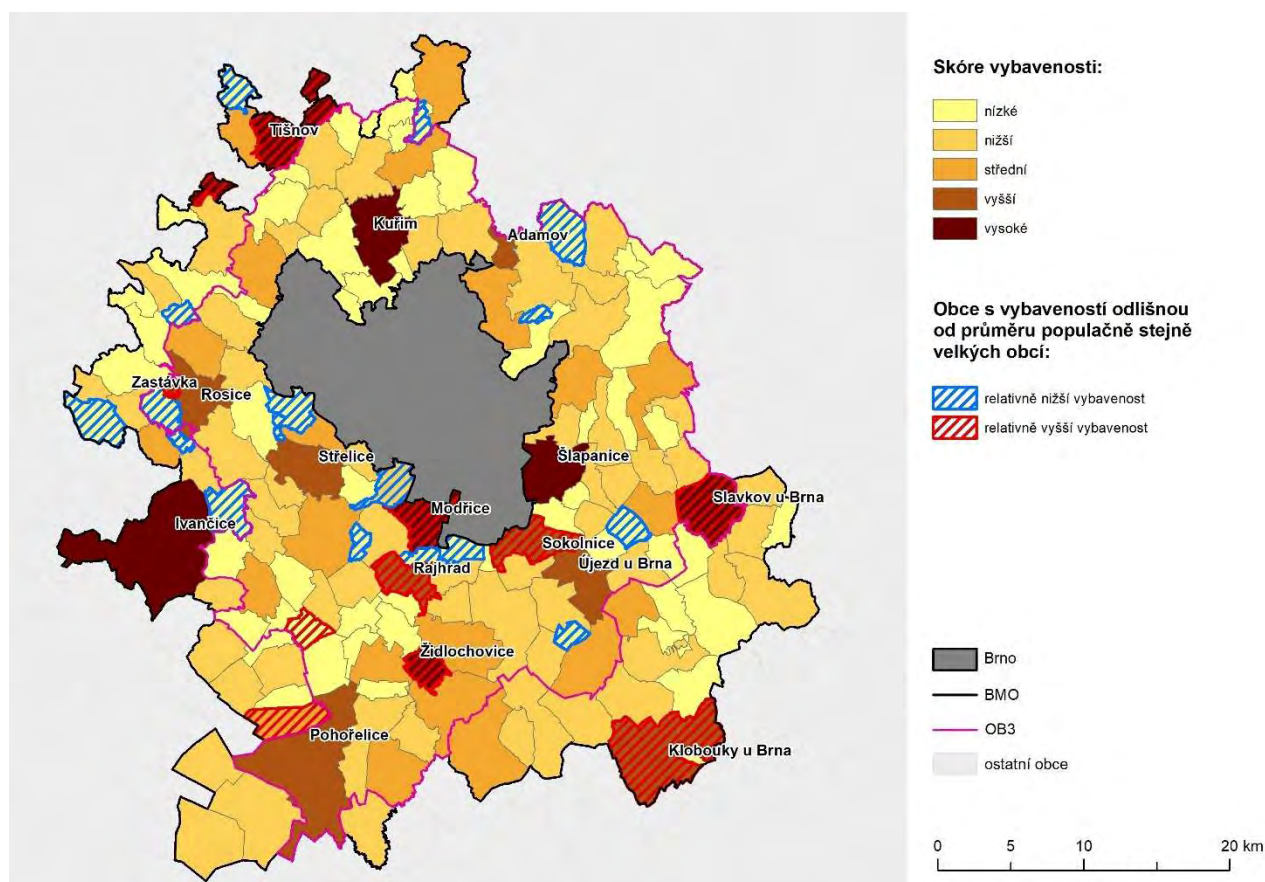 Tišnov
Kuřim
Adamov
Zastávka
Rosice
Střelice
Šlapanice
Slavkov u Brna
Modřice
Ivančice
Sokolnice
Rajhrad
Újezd u Brna
Židlochovice
Pohořelice
Klobouky u Brna
Skóre vybavenosti:
nízké
nižší
střední
vyšší
vysoké
Obce s vybaveností odlišnou
od průměru populačně stejně
velkých obcí:
relativně nižší vybavenost
relativně vyšší vybavenost
Brno
BMO
OB3
ostatní obce
0 5 10 20 km